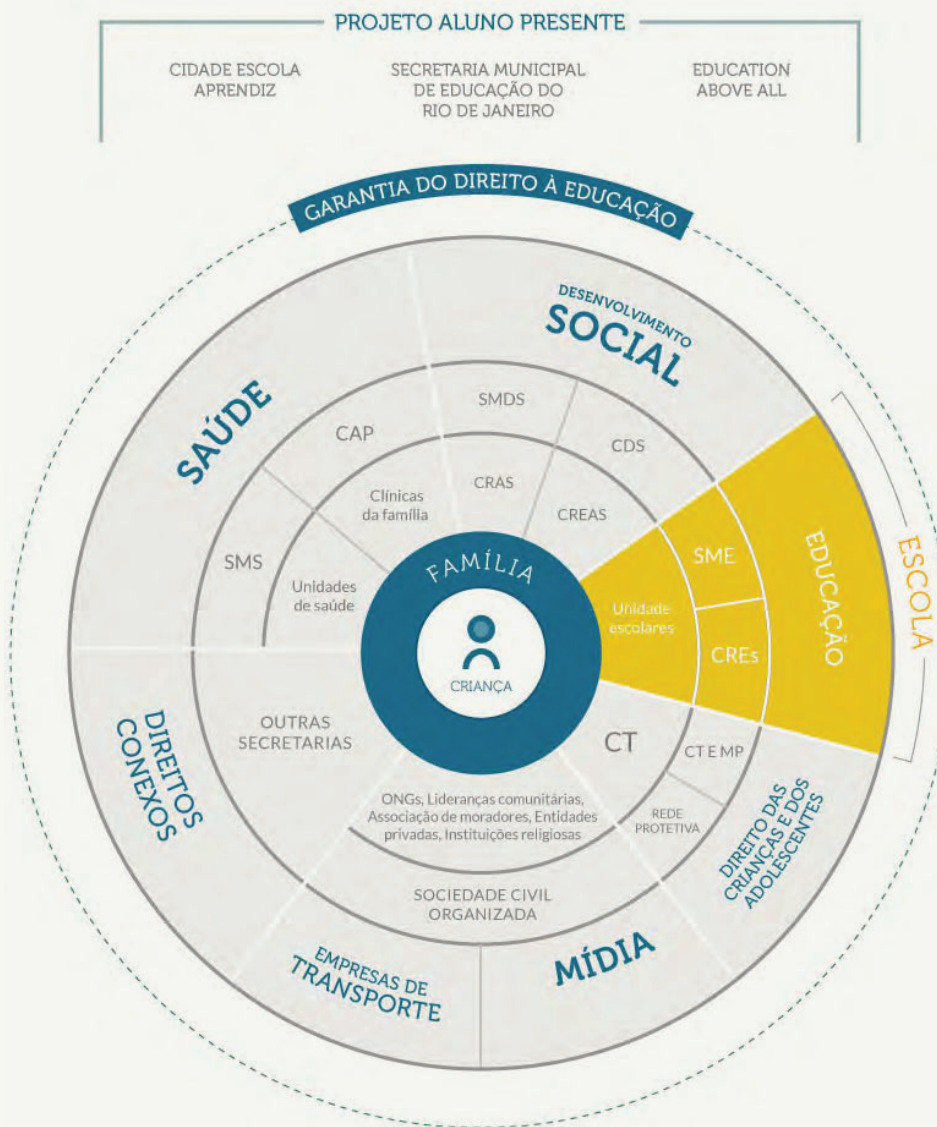 PROJETO ALUNO PRESENTE
CIDADE ESCOLA
APRENDIZ
SECRETARIA MUNICIPAL
DE EDUCAÇÃO DO
RIO DE JANEIRO
EDUCATION
ABOVE ALL
GARANTIA DO DIREITO À EDUCAÇÃO
DESENVOLVIMENTO
SOCIAL
SAÚDE
SMDS
CAP
CDS
CRAS
Clínicas
da família
CREAS
SMS
Unidades
de saúde
FAMÍLIA
CRIANÇA
SME
Unidade
escolares
CREs
EDUCAÇÃO
ESCOLA
DIREITOS
CONEXOS
OUTRAS
SECRETARIAS
CT
CT E MP
REDE
PROTETIVA
DIREITO DAS
CRIANÇAS E DOS
ADOLESCENTES
ONGs, Lideranças comunitárias,
Associação de moradores, Entidades
privadas, Instituições religiosas
SOCIEDADE CIVIL
ORGANIZADA
EMPRESAS DE
TRANSPORTE
MÍDIA